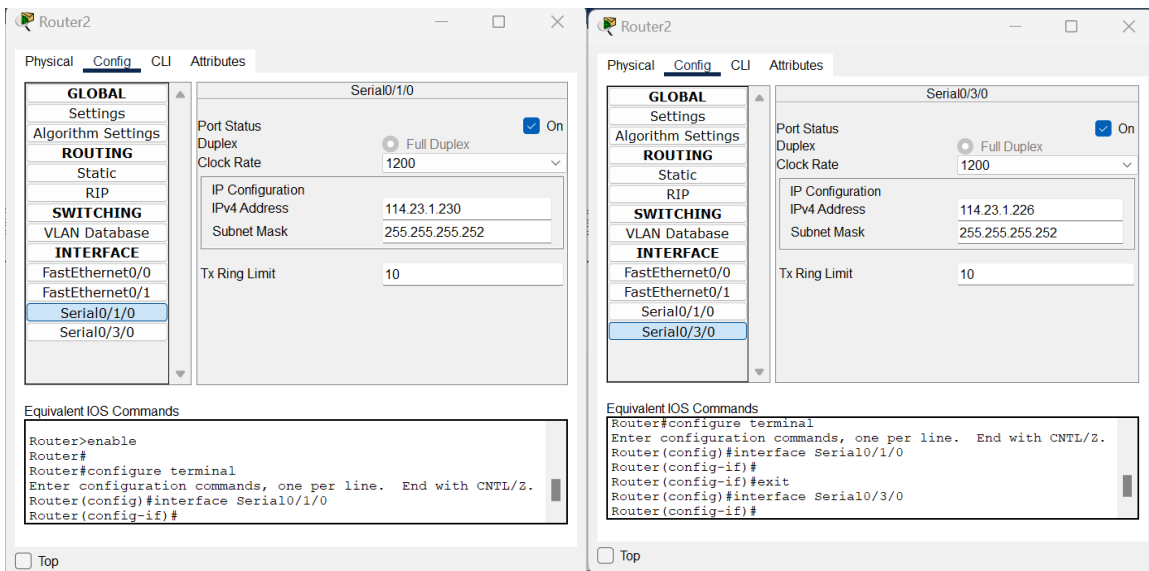 Router2
Physical Config CLI Attributes
GLOBAL
Settings
Algorithm Settings
ROUTING
Static
RIP
SWITCHING
VLAN Database
INTERFACE
FastEthernet0/0
FastEthernet0/1
Serial0/1/0
Serial0/3/0
Serial0/1/0
Port Status On
Duplex Full Duplex
Clock Rate 1200
IP Configuration
IPv4 Address 114.23.1.230
Subnet Mask 255.255.255.252
Tx Ring Limit 10
Equivalent IOS Commands
Router>enable
Router#
Router#configure terminal
Enter configuration commands, one per line. End with CNTL/Z.
Router(config)#interface Serial0/1/0
Router(config-if)#
Top
Router2
Physical Config CLI Attributes
GLOBAL
Settings
Algorithm Settings
ROUTING
Static
RIP
SWITCHING
VLAN Database
INTERFACE
FastEthernet0/0
FastEthernet0/1
Serial0/1/0
Serial0/3/0
Serial0/3/0
Port Status On
Duplex Full Duplex
Clock Rate 1200
IP Configuration
IPv4 Address 114.23.1.226
Subnet Mask 255.255.255.252
Tx Ring Limit 10
Equivalent IOS Commands
Router#configure terminal
Enter configuration commands, one per line. End with CNTL/Z.
Router(config)#interface Serial0/1/0
Router(config-if)#
Router(config-if)#exit
Router(config)#interface Serial0/3/0
Router(config-if)#
Top